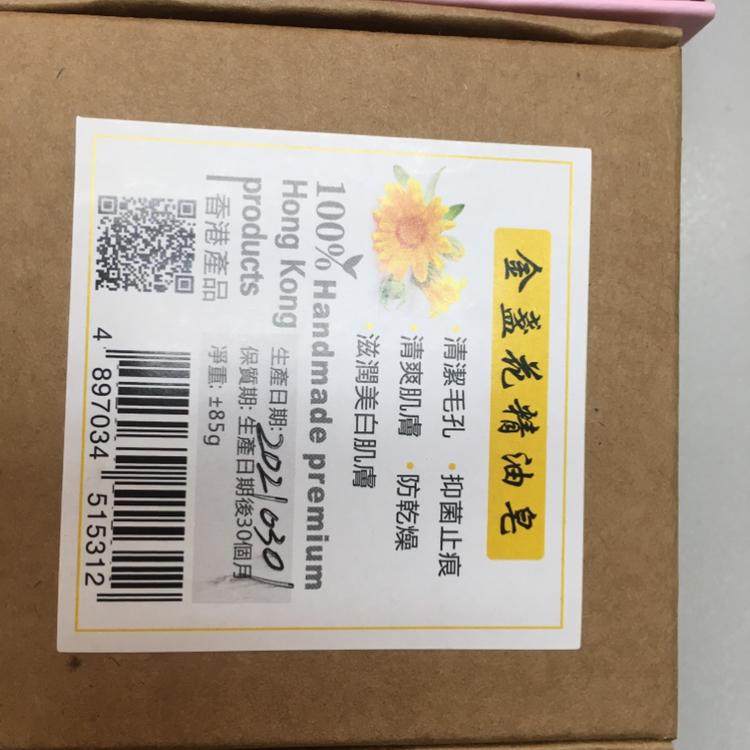 金盞花精油皂
•清潔毛孔 •抑菌止痕
•清爽肌膚 •防乾燥
•滋潤美白肌膚
100% Handmade premium
Hong Kong
products
香港產品
生產日期:20210301
保質期:生產日期後30個月
淨重: ±85g
4 897034 515312